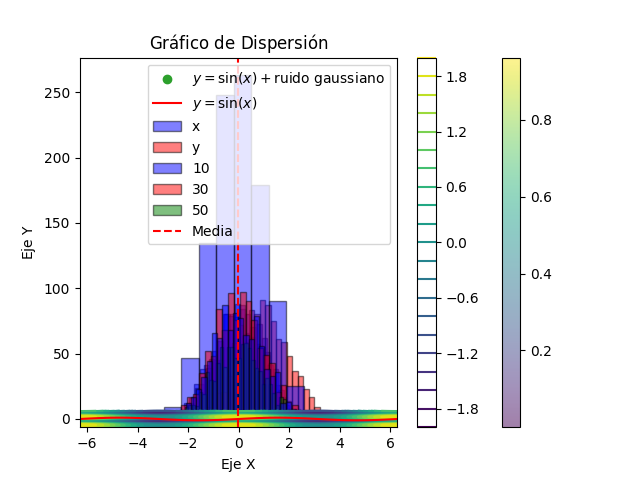 Gráfico de Dispersión
y = sin(x) + ruido gaussiano
y = sin(x)
x
y
10
30
50
Media
Eje Y
250
200
150
100
50
0
−6 −4 −2 0 2 4 6
Eje X
1.8
1.2
0.6
0.0
−0.6
−1.2
−1.8
0.8
0.6
0.4
0.2